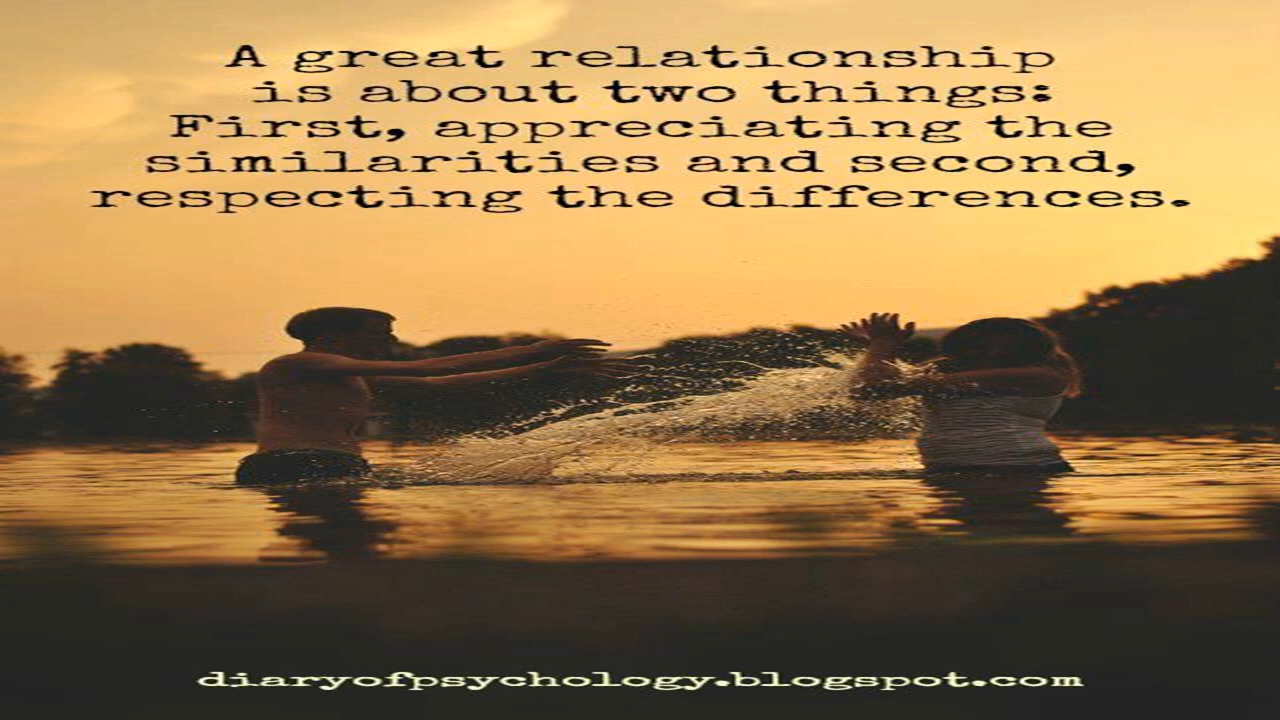 A great relationship
is about two things:
First, appreciating the
similarities and second,
respecting the differences.
diaryofpsychology.blogspot.com